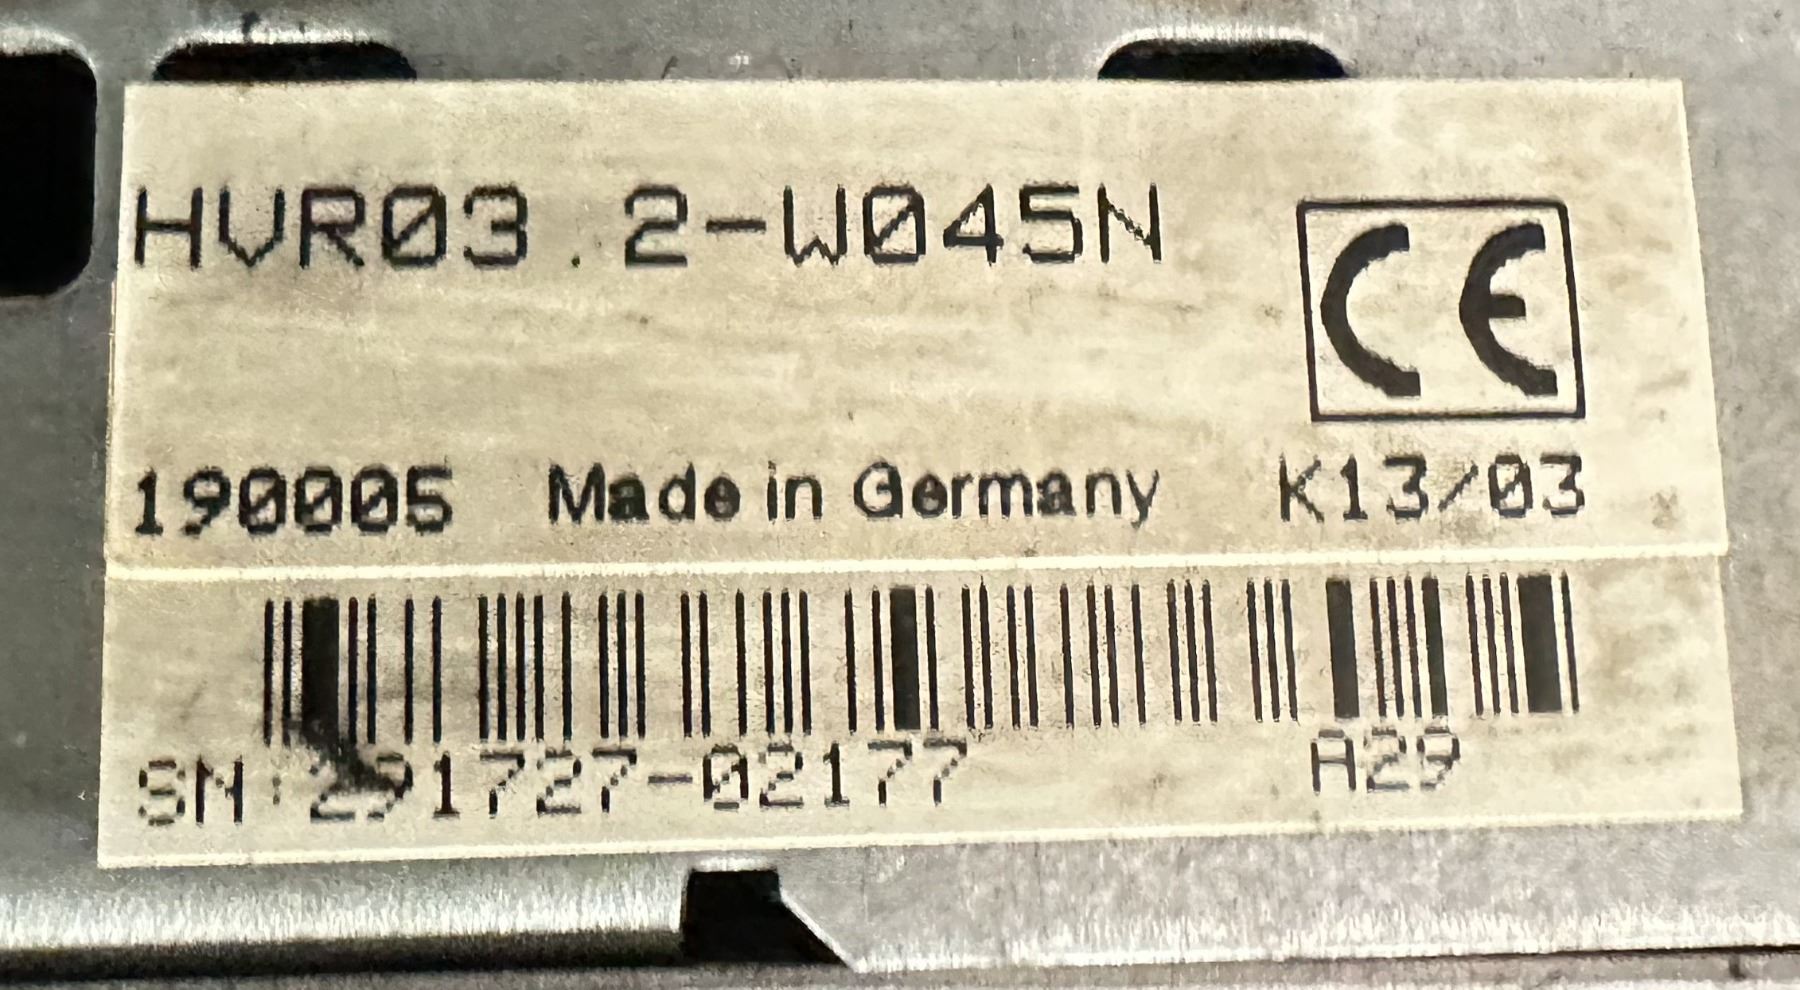 HVR03.2-W045N
CE
190005 Made in Germany K13/03
SN:291727-02177 A29